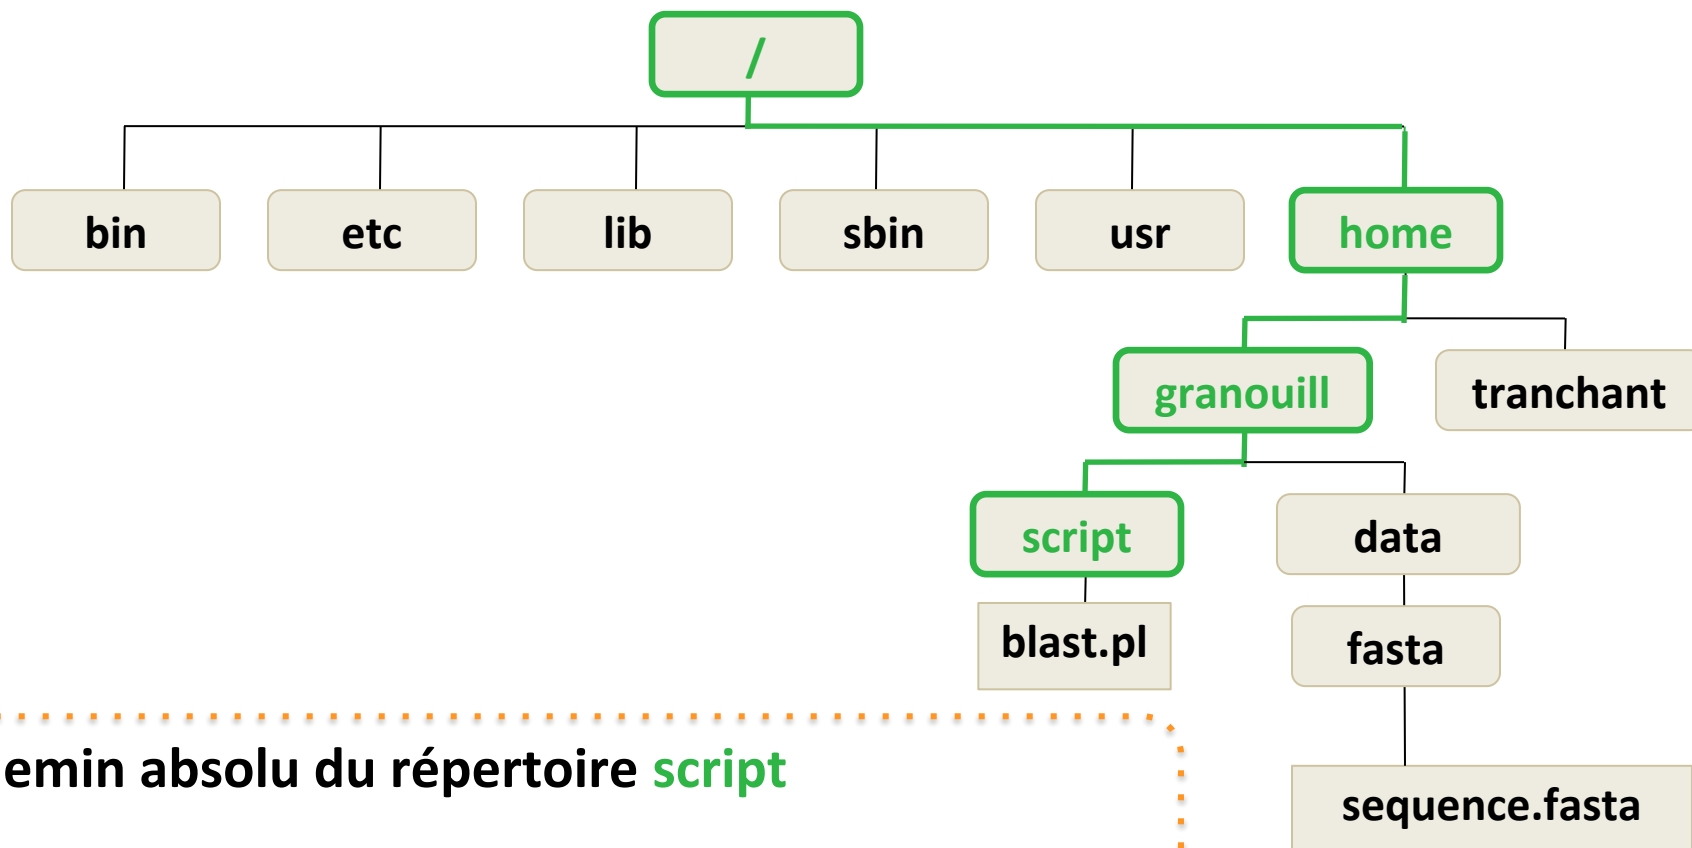 /
bin etc lib sbin usr home
granouill tranchant
script data
blast.pl fasta
emin absolu du répertoire script
sequence.fasta